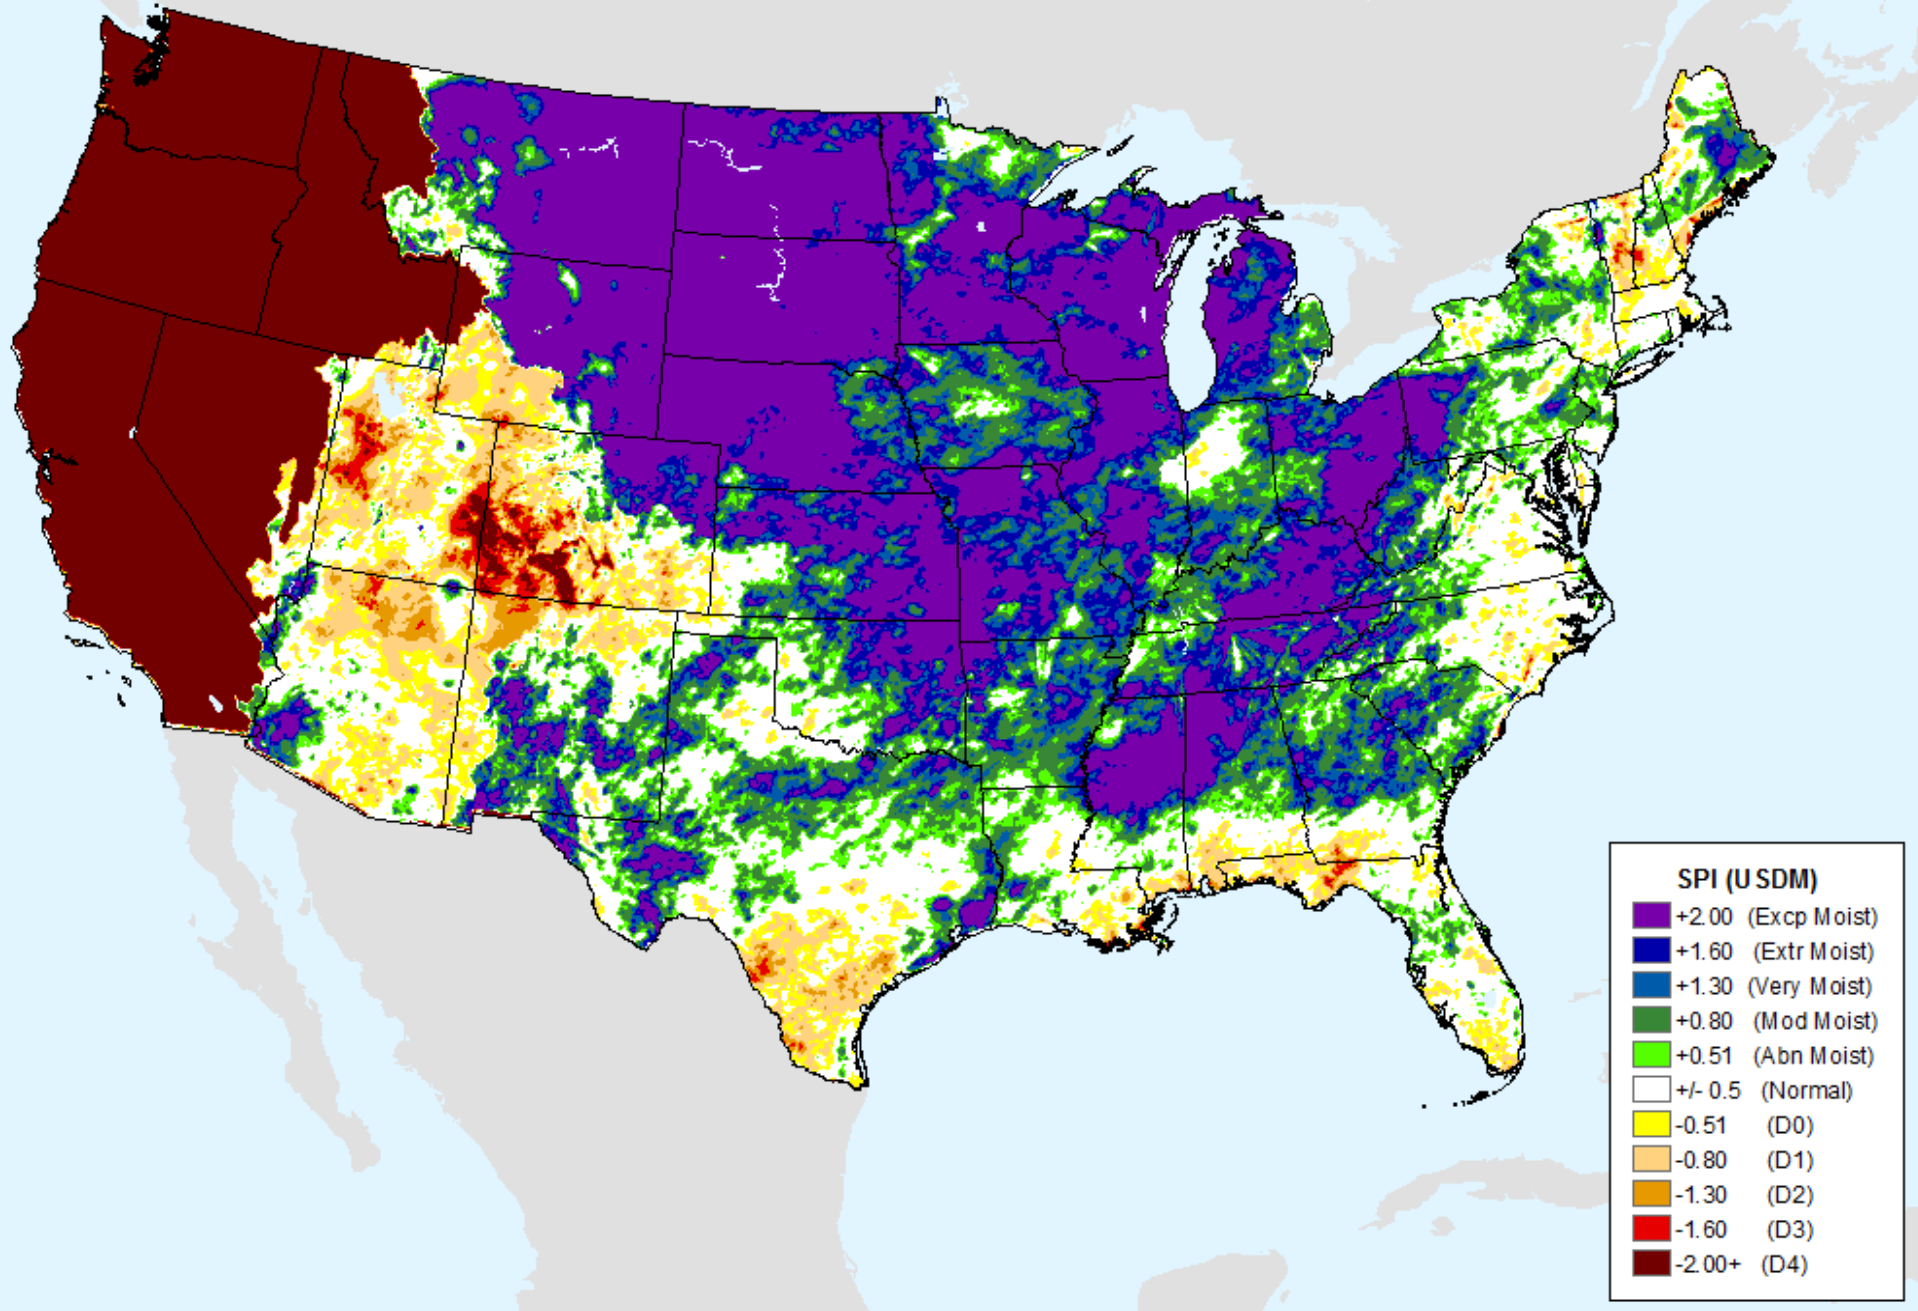 SPI (USDM)
+2.00 (Excp Moist)
+1.60 (Extr Moist)
+1.30 (Very Moist)
+0.80 (Mod Moist)
+0.51 (Abn Moist)
+/- 0.5 (Normal)
-0.51 (D0)
-0.80 (D1)
-1.30 (D2)
-1.60 (D3)
-2.00+ (D4)